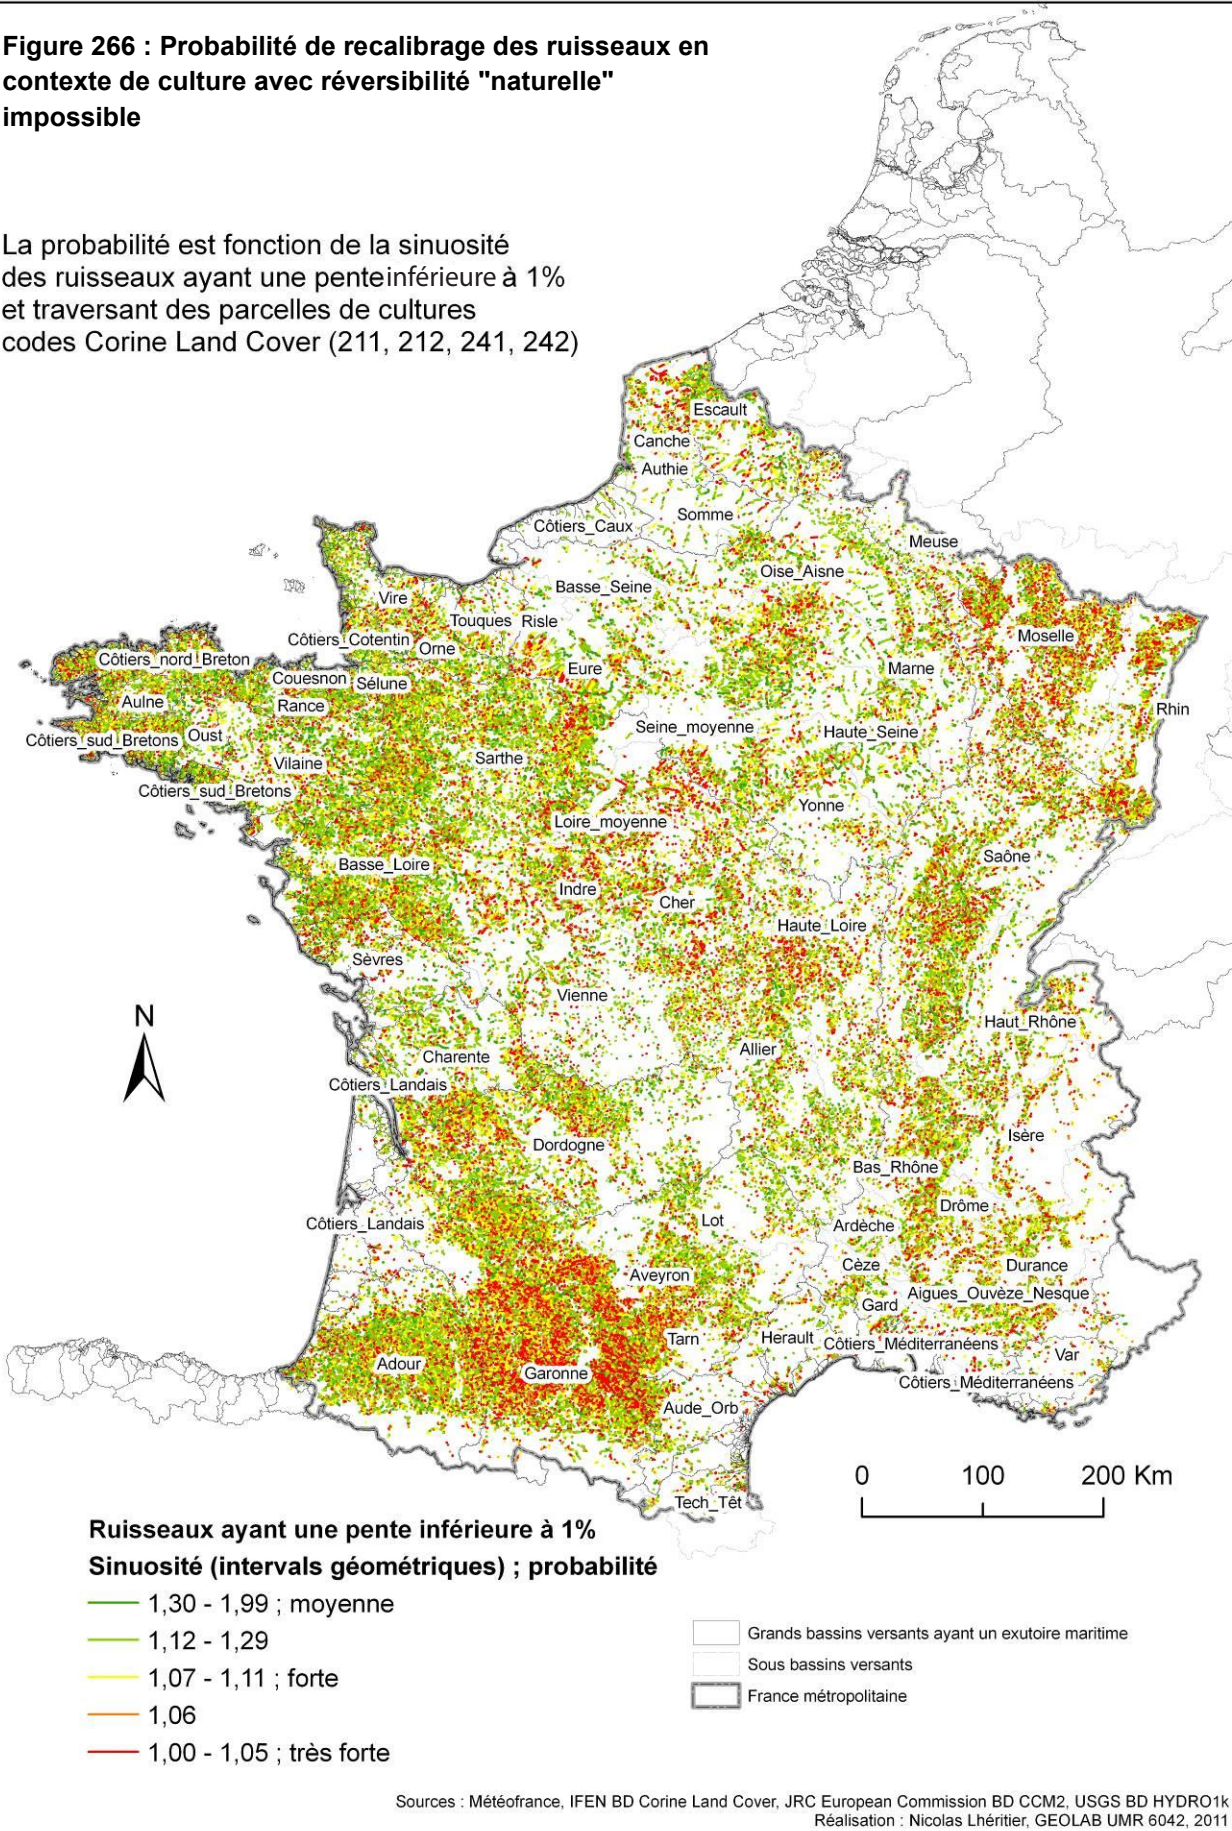 Figure 266 : Probabilité de recalibrage des ruisseaux en
contexte de culture avec réversibilité "naturelle"
impossible
La probabilité est fonction de la sinuosité
des ruisseaux ayant une pente inférieure à 1%
et traversant des parcelles de cultures
codes Corine Land Cover (211, 212, 241, 242)
Escault
Canche
Authie
Somme
Côtiers_Caux
Meuse
Oise_Aisne
Basse_Seine
Vire
Touques
Risle
Côtiers_Cotentin
Orne
Moselle
Côtiers_nord_Breton
Eure
Marne
Couesnon
Sélune
Aulne
Rance
Rhin
Côtiers_sud_Bretons
Oust
Seine_moyenne
Haute_Seine
Vilaine
Sarthe
Côtiers_sud_Bretons
Yonne
Loire_moyenne
Basse_Loire
Saône
Indre
Cher
Haute_Loire
Sèvres
Vienne
N
Haut_Rhône
Allier
Charente
Côtiers_Landais
Isère
Dordogne
Bas_Rhône
Drôme
Côtiers_Landais
Lot
Ardèche
Cèze
Durance
Aveyron
Aigues_Ouvèze_Nesque
Gard
Tarn
Herault
Côtiers_Méditerranéens
Var
Adour
Garonne
Côtiers_Méditerranéens
Aude_Orb
Tech_Têt
0 100 200 Km
Ruisseaux ayant une pente inférieure à 1%
Sinuosité (intervals géométriques) ; probabilité
1,30 - 1,99 ; moyenne
1,12 - 1,29
1,07 - 1,11 ; forte
1,06
1,00 - 1,05 ; très forte
Grands bassins versants ayant un exutoire maritime
Sous bassins versants
France métropolitaine
Sources : Météofrance, IFEN BD Corine Land Cover, JRC European Commission BD CCM2, USGS BD HYDRO1k
Réalisation : Nicolas Lhéritier, GEOLAB UMR 6042, 2011